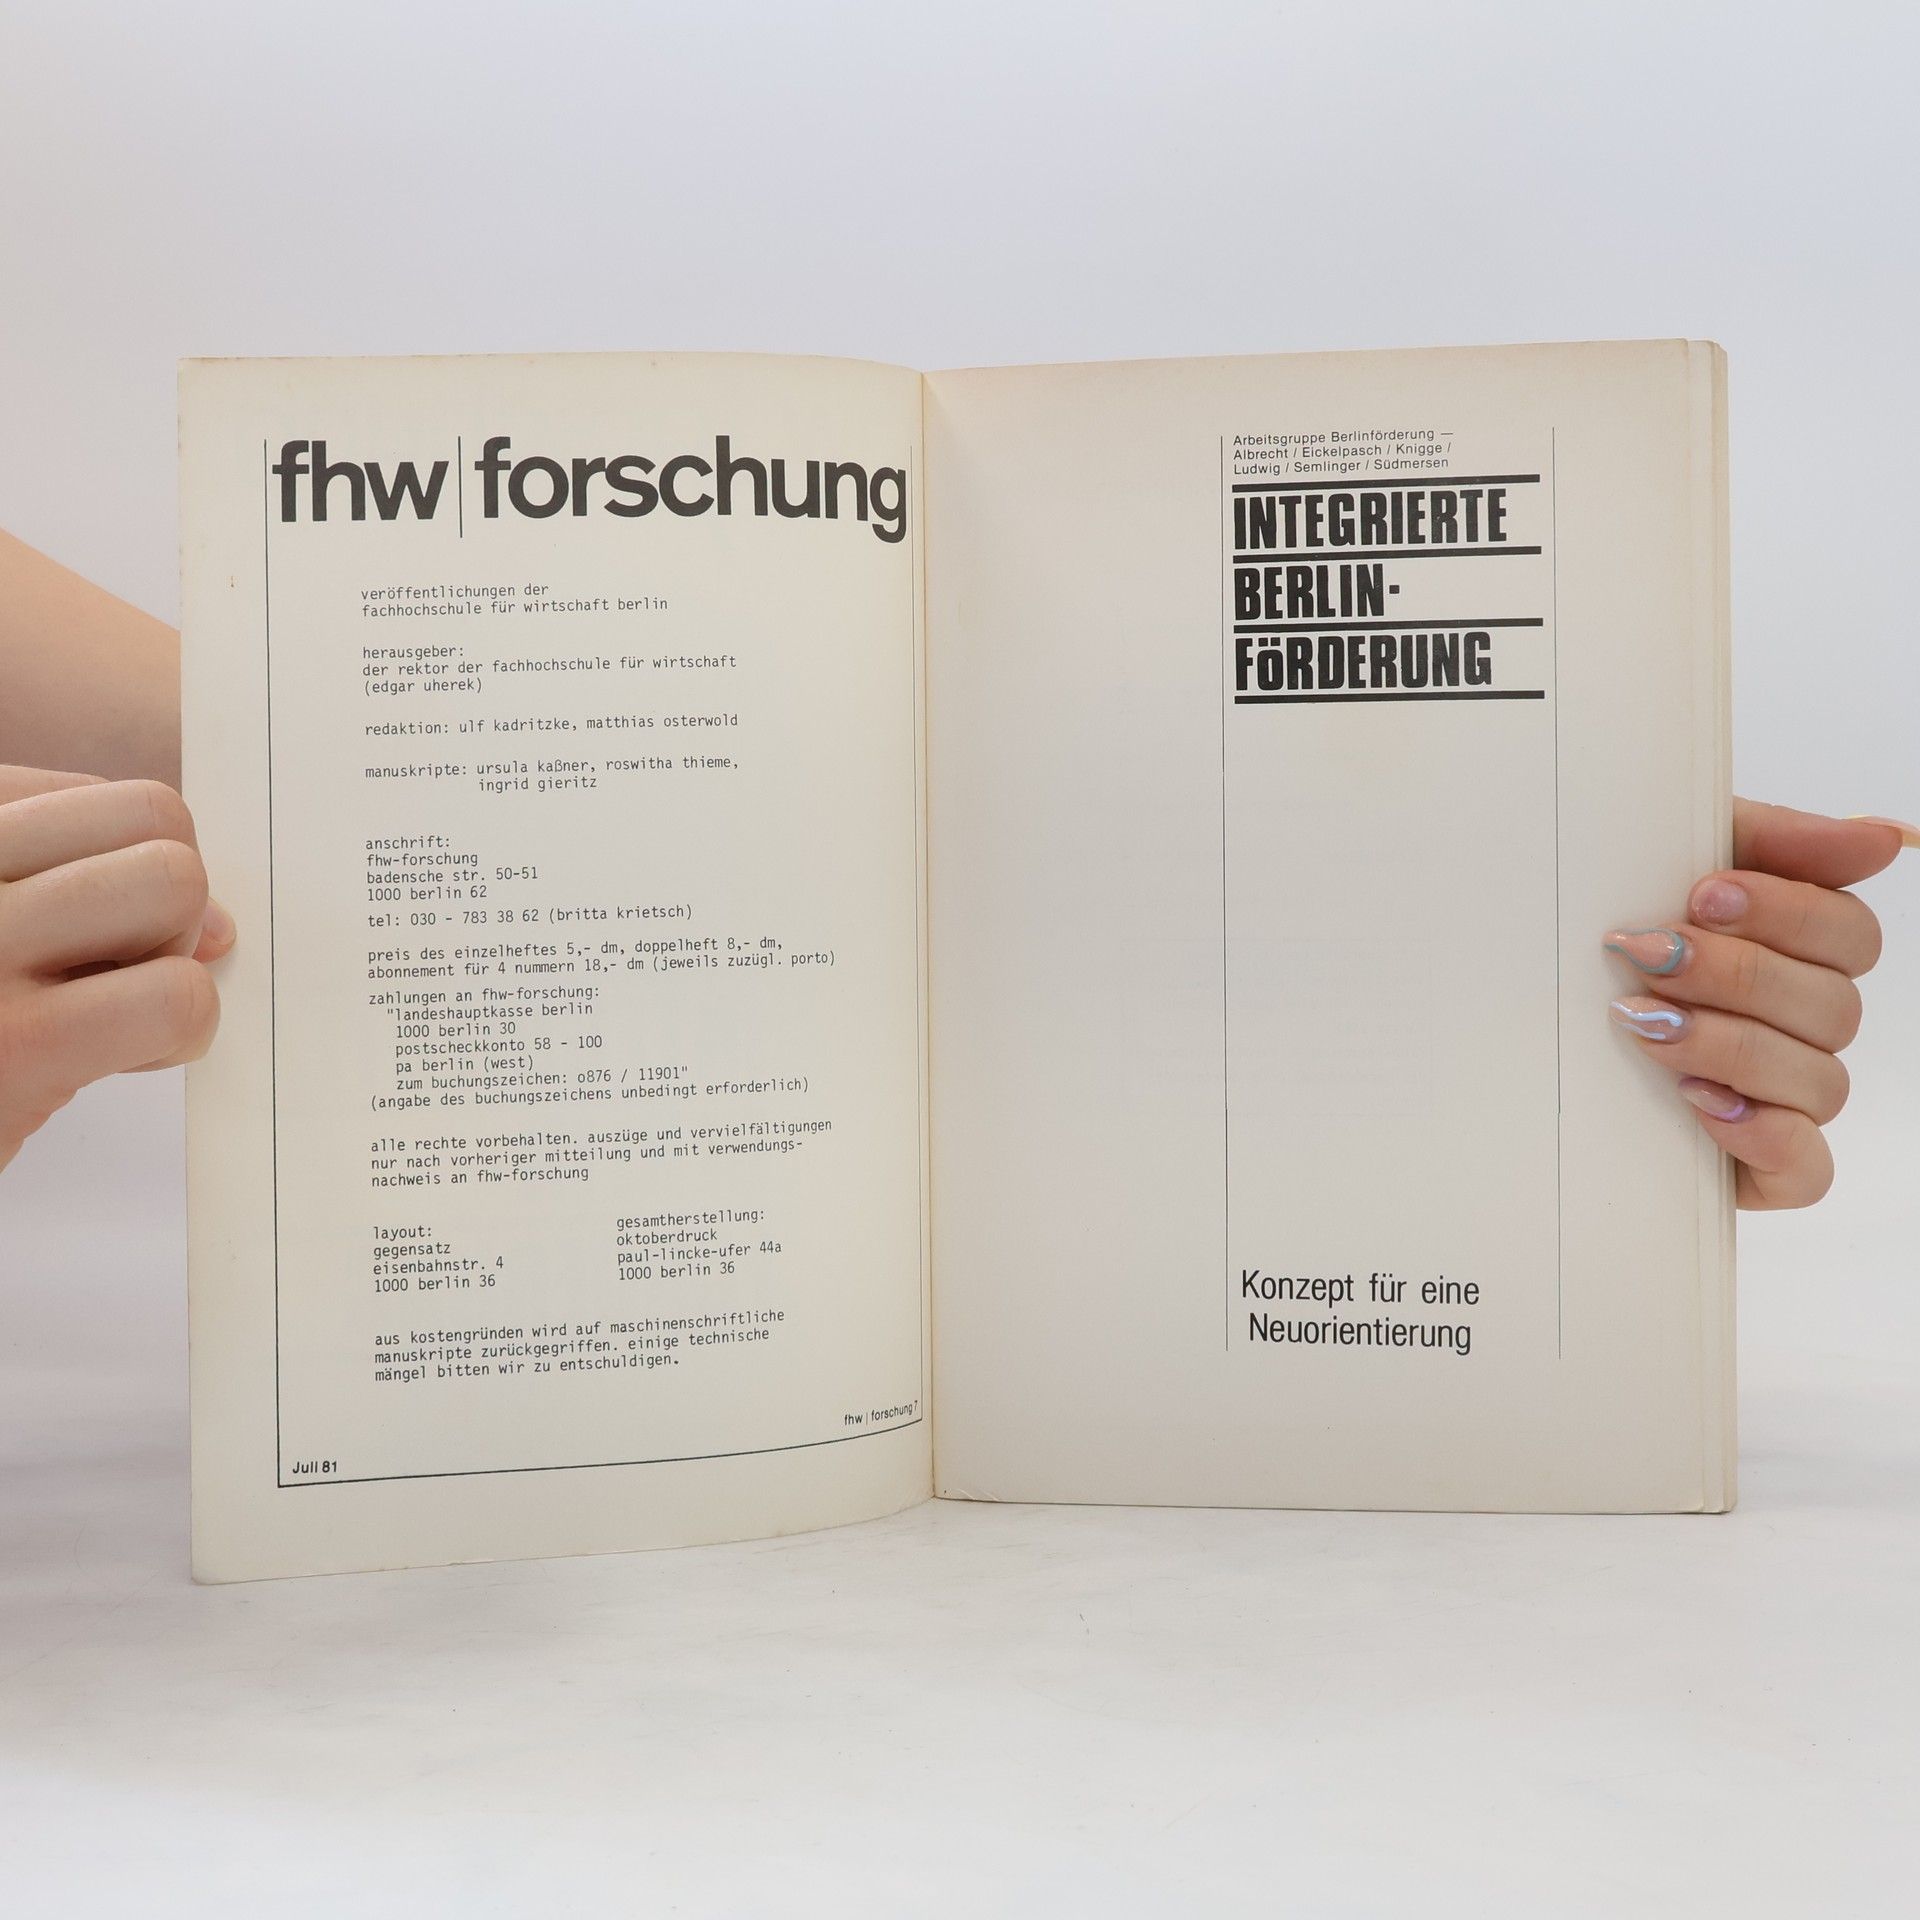 fhw|forschung
veröffentlichungen der
fachhochschule für wirtschaft berlin
herausgeber:
der rektor der fachhochschule für wirtschaft
(edgar uherek)
redaktion: ulf kadritzke, matthias osterwold
manuskripte: ursula kaßner, roswitha thieme,
ingrid gieritz
anschrift:
fhw-forschung
badensche str. 50-51
1000 berlin 62
tel: 030 - 783 38 62 (britta krietsch)
preis des einzelheftes 5,- dm, doppelheft 8,- dm,
abonnement für 4 nummern 18,- dm (jeweils zuzügl. porto)
zahlungen an fhw-forschung:
"landeshauptkasse berlin
1000 berlin 30
postscheckkonto 58 - 100
pa berlin (west)
zum buchungszeichen: o876 / 11901"
(angabe des buchungszeichens unbedingt erforderlich)
alle rechte vorbehalten. auszüge und vervielfältigungen
nur nach vorheriger mitteilung und mit verwendungs-
nachweis an fhw-forschung
layout:
gegensatz
eisenbahnstr. 4
1000 berlin 36
gesamtherstellung:
oktoberdruck
paul-lincke-ufer 44a
1000 berlin 36
aus kostengründen wird auf maschinenschriftliche
manuskripte zurückgegriffen. einige technische
mängel bitten wir zu entschuldigen.
fhw|forschung 7
Juli 81
Arbeitsgruppe Berlinförderung —
Albrecht / Eickelpasch / Knigge /
Ludwig / Semlinger / Südmersen
INTEGRIERTE
BERLIN-
FÖRDERUNG
Konzept für eine
Neuorientierung